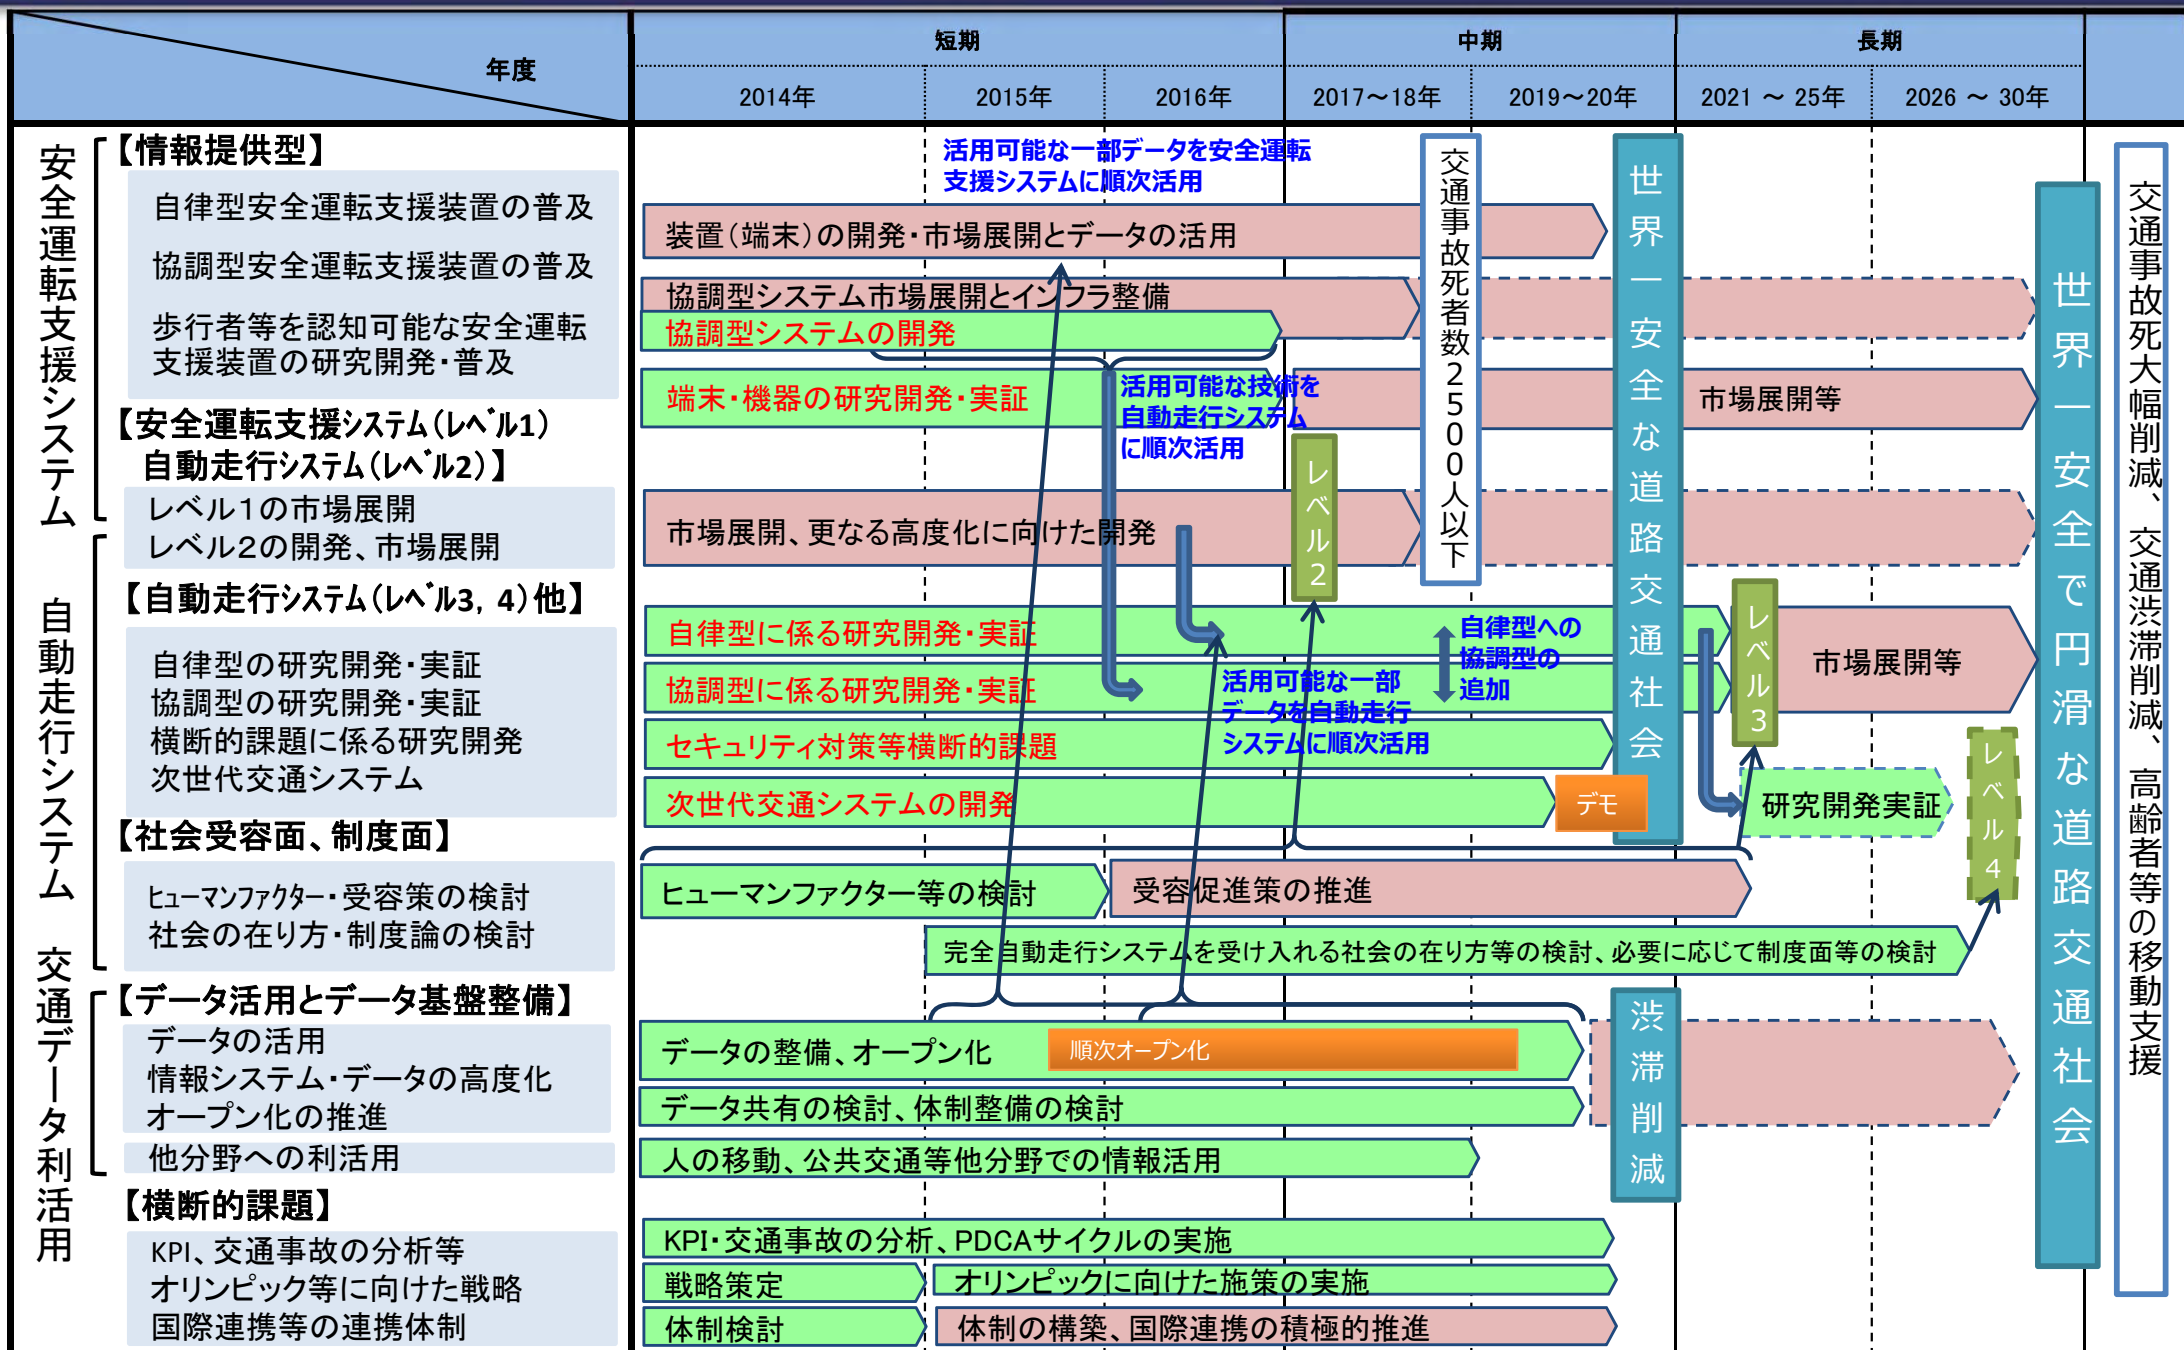 年度
短期
中期
長期
2014年
2015年
2016年
2017～18年
2019～20年
2021 ～ 25年
2026 ～ 30年
安全運転支援システム
自動走行システム
交通データ利活用
【情報提供型】
自律型安全運転支援装置の普及
協調型安全運転支援装置の普及
歩行者等を認知可能な安全運転
支援装置の研究開発・普及
【安全運転支援ｼｽﾃﾑ(ﾚﾍﾞﾙ1)
自動走行ｼｽﾃﾑ(ﾚﾍﾞﾙ2)】
レベル１の市場展開
レベル２の開発、市場展開
【自動走行ｼｽﾃﾑ(ﾚﾍﾞﾙ3, 4)他】
自律型の研究開発・実証
協調型の研究開発・実証
横断的課題に係る研究開発
次世代交通システム
【社会受容面、制度面】
ﾋｭｰﾏﾝﾌｧｸﾀｰ・受容策の検討
社会の在り方・制度論の検討
【データ活用とデータ基盤整備】
データの活用
情報システム・データの高度化
オープン化の推進
他分野への利活用
【横断的課題】
KPI、交通事故の分析等
オリンピック等に向けた戦略
国際連携等の連携体制
活用可能な一部データを安全運転
支援システムに順次活用
装置（端末）の開発・市場展開とデータの活用
協調型システム市場展開とインフラ整備
協調型システムの開発
端末・機器の研究開発・実証
活用可能な技術を
自動走行システム
に順次活用
市場展開等
市場展開、更なる高度化に向けた開発
レベル2
交通事故死者数2500人以下
世界一安全な道路交通社会
自律型に係る研究開発・実証
協調型に係る研究開発・実証
自律型への
協調型の
追加
活用可能な一部
データを自動走行
システムに順次活用
レベル3
市場展開等
セキュリティ対策等横断的課題
次世代交通システムの開発
デモ
研究開発実証
レベル4
ヒューマンファクター等の検討
受容促進策の推進
完全自動走行システムを受け入れる社会の在り方等の検討、必要に応じて制度面等の検討
データの整備、オープン化
順次オープン化
データ共有の検討、体制整備の検討
人の移動、公共交通等他分野での情報活用
渋滞削減
KPI・交通事故の分析、PDCAサイクルの実施
戦略策定
オリンピックに向けた施策の実施
体制検討
体制の構築、国際連携の積極的推進
世界一安全で円滑な道路交通社会
交通事故死大幅削減、交通渋滞削減、高齢者等の移動支援